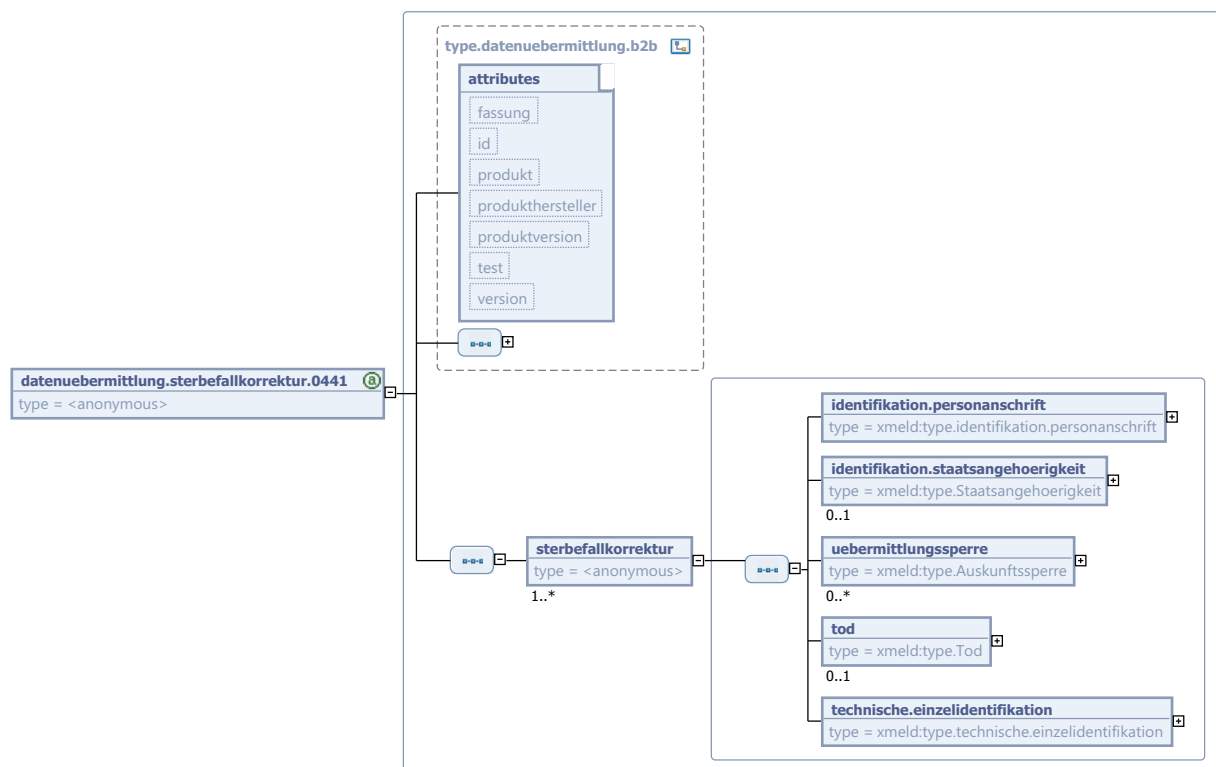 type.datenuebermittlung.b2b
attributes
fassung
id
produkt
produkthersteller
produktversion
test
version
datenuebermittlung.sterbefallkorrektur.0441 a
type = <anonymous>
sterbefallkorrektur
type = <anonymous>
1..*
identifikation.personanschrift
type = xmeld:type.identifikation.personanschrift
identifikation.staatsangehoerigkeit
type = xmeld:type.Staatsangehoerigkeit
0..1
uebermittlungssperre
type = xmeld:type.Auskunftssperre
0..*
tod
type = xmeld:type.Tod
0..1
technische.einzelidentifikation
type = xmeld:type.technische.einzelidentifikation